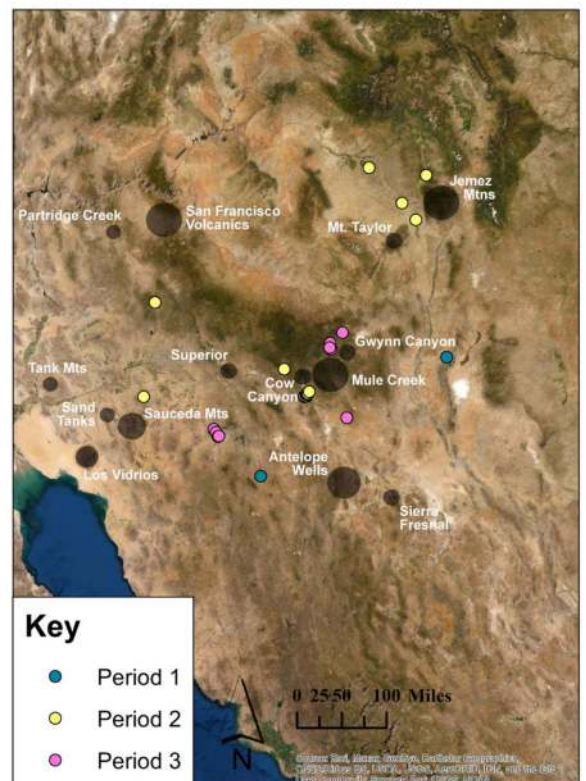 Jemez
Mtns
San Francisco
Volcanics
Partridge Creek
Mt. Taylor
Gwynn Canyon
Superior
Tank Mts
Mule Creek
Cow
Canyon
Sand
Tanks
Sauceda Mts
Antelope
Wells
Los Vidrios
Sierra
Fresnal
Key
Period 1
Period 2
Period 3
0 25 50 100 Miles
N